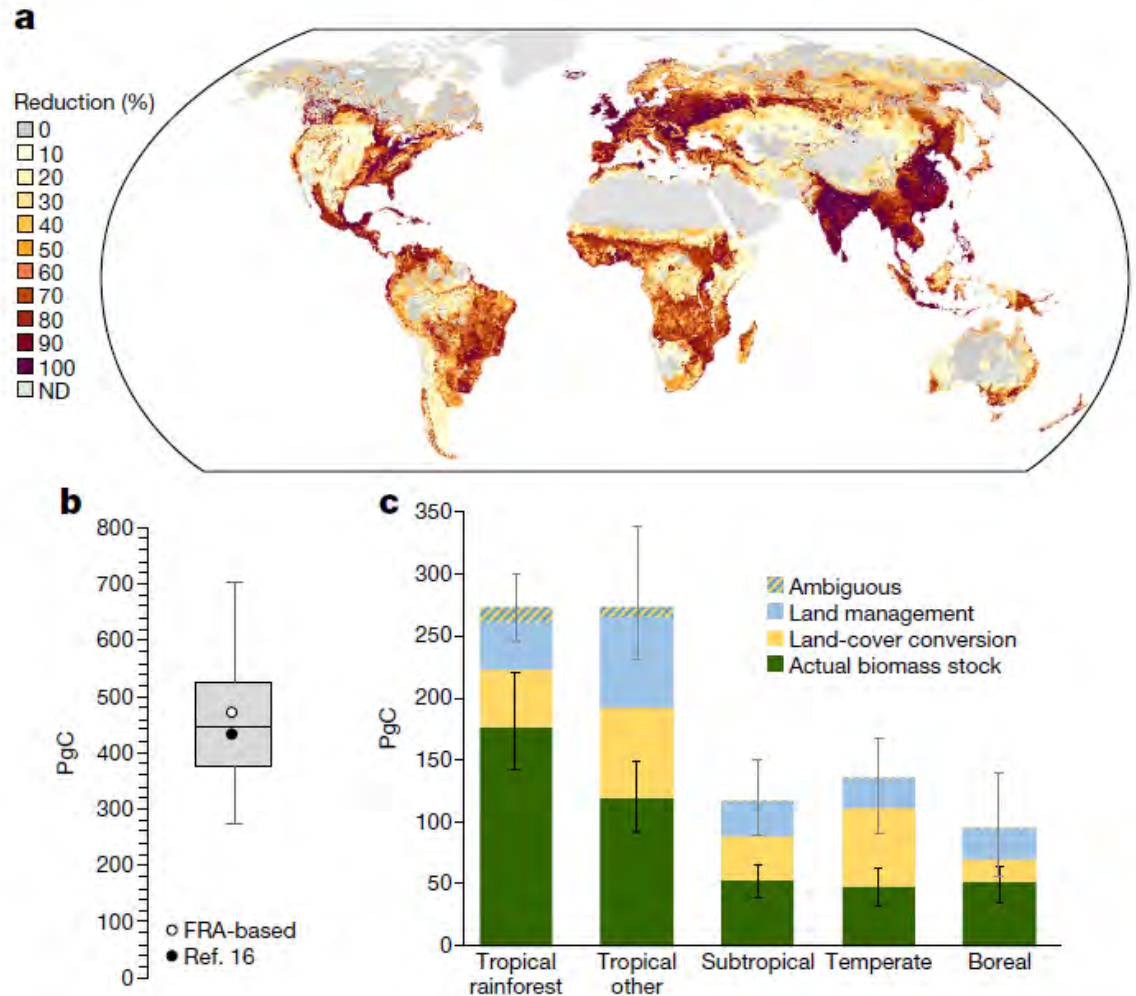 a
Reduction (%)
0
10
20
30
40
50
60
70
80
90
100
ND
b
800
700
600
500
400
300
200
100
0
PgC
FRA-based
Ref. 16
c
350
300
250
200
150
100
50
0
PgC
Ambiguous
Land management
Land-cover conversion
Actual biomass stock
Tropical
rainforest
Tropical
other
Subtropical
Temperate
Boreal